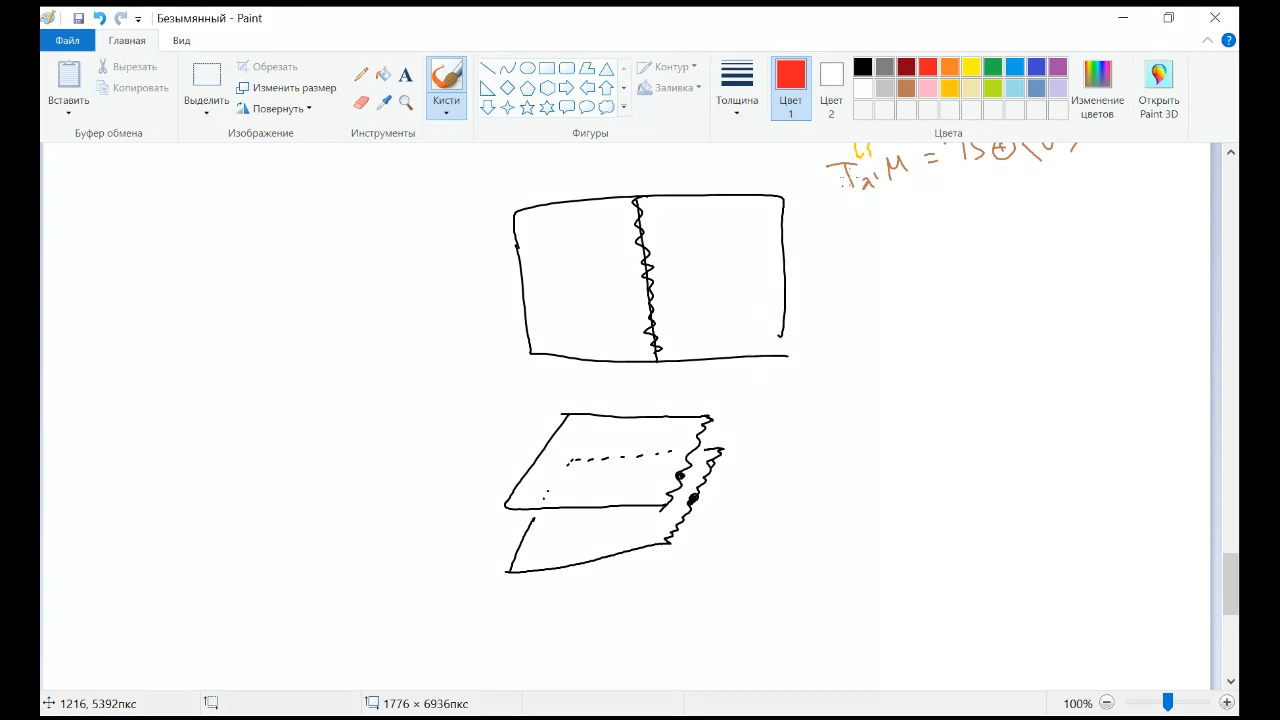 Безымянный - Paint
Файл Главная Вид
Вставить
Вырезать
Копировать
Буфер обмена
Выделить
Обрезать
Изменить размер
Повернуть
Изображение
A
Инструменты
Кисти
Контур
Заливка
Фигуры
Толщина
Цвет 1
Цвет 2
Изменение цветов
Открыть Paint 3D
Цвета
1216, 5392пкс
1776 × 6936пкс
100%